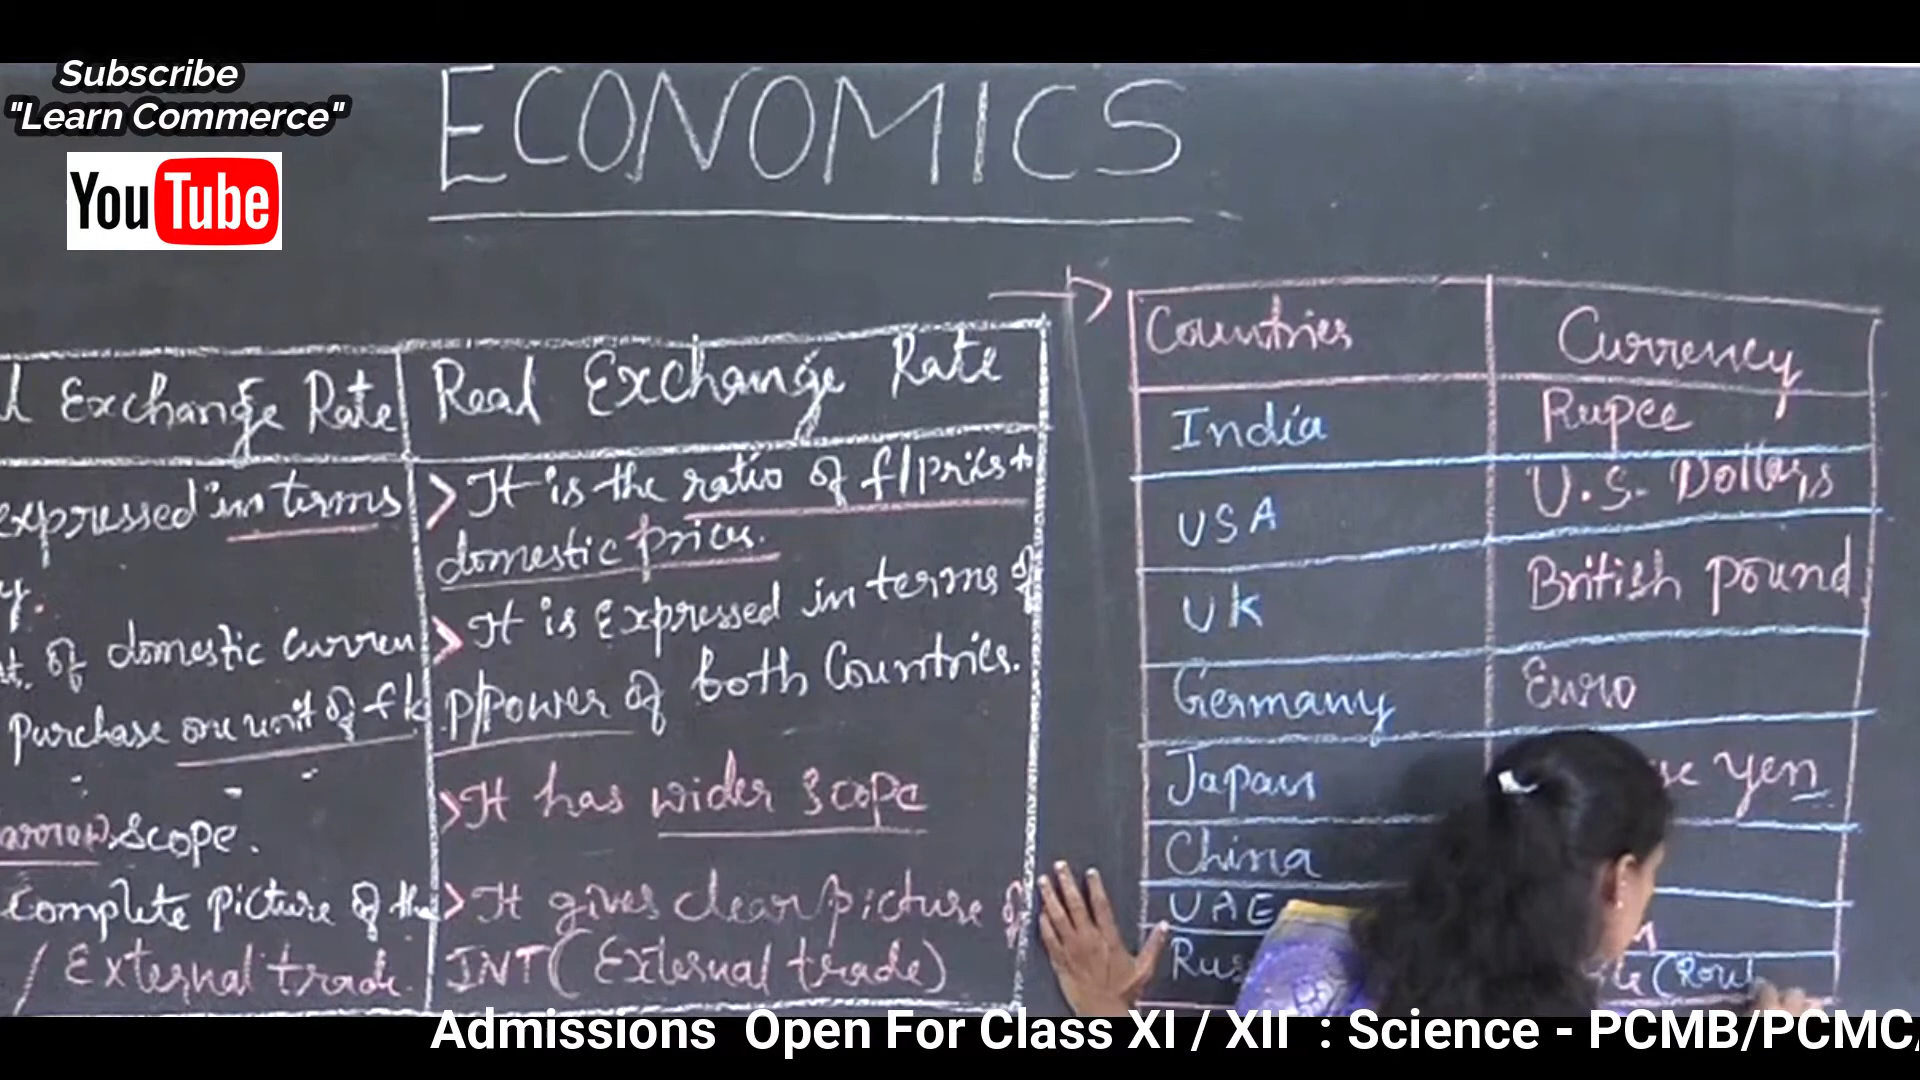 Subscribe
"Learn Commerce"
YouTube
ECONOMICS
Exchange Rate
expressed in terms
of domestic curren
Purchase one unit of f
scope.
Complete picture of the
/ External trade.
Real Exchange Rate
> It is the ratio of f/prices to
domestic prices.
> It is Expressed in terms of
p/power of both Countries.
> It has wider scope
> It gives clear picture of
INT ( External trade)
Countries Currency
India Rupee
USA U.S. Dollars
UK British pound
Germany Euro
Japan yen
China
UAE
Admissions Open For Class XI / XII : Science - PCMB/PCMC,